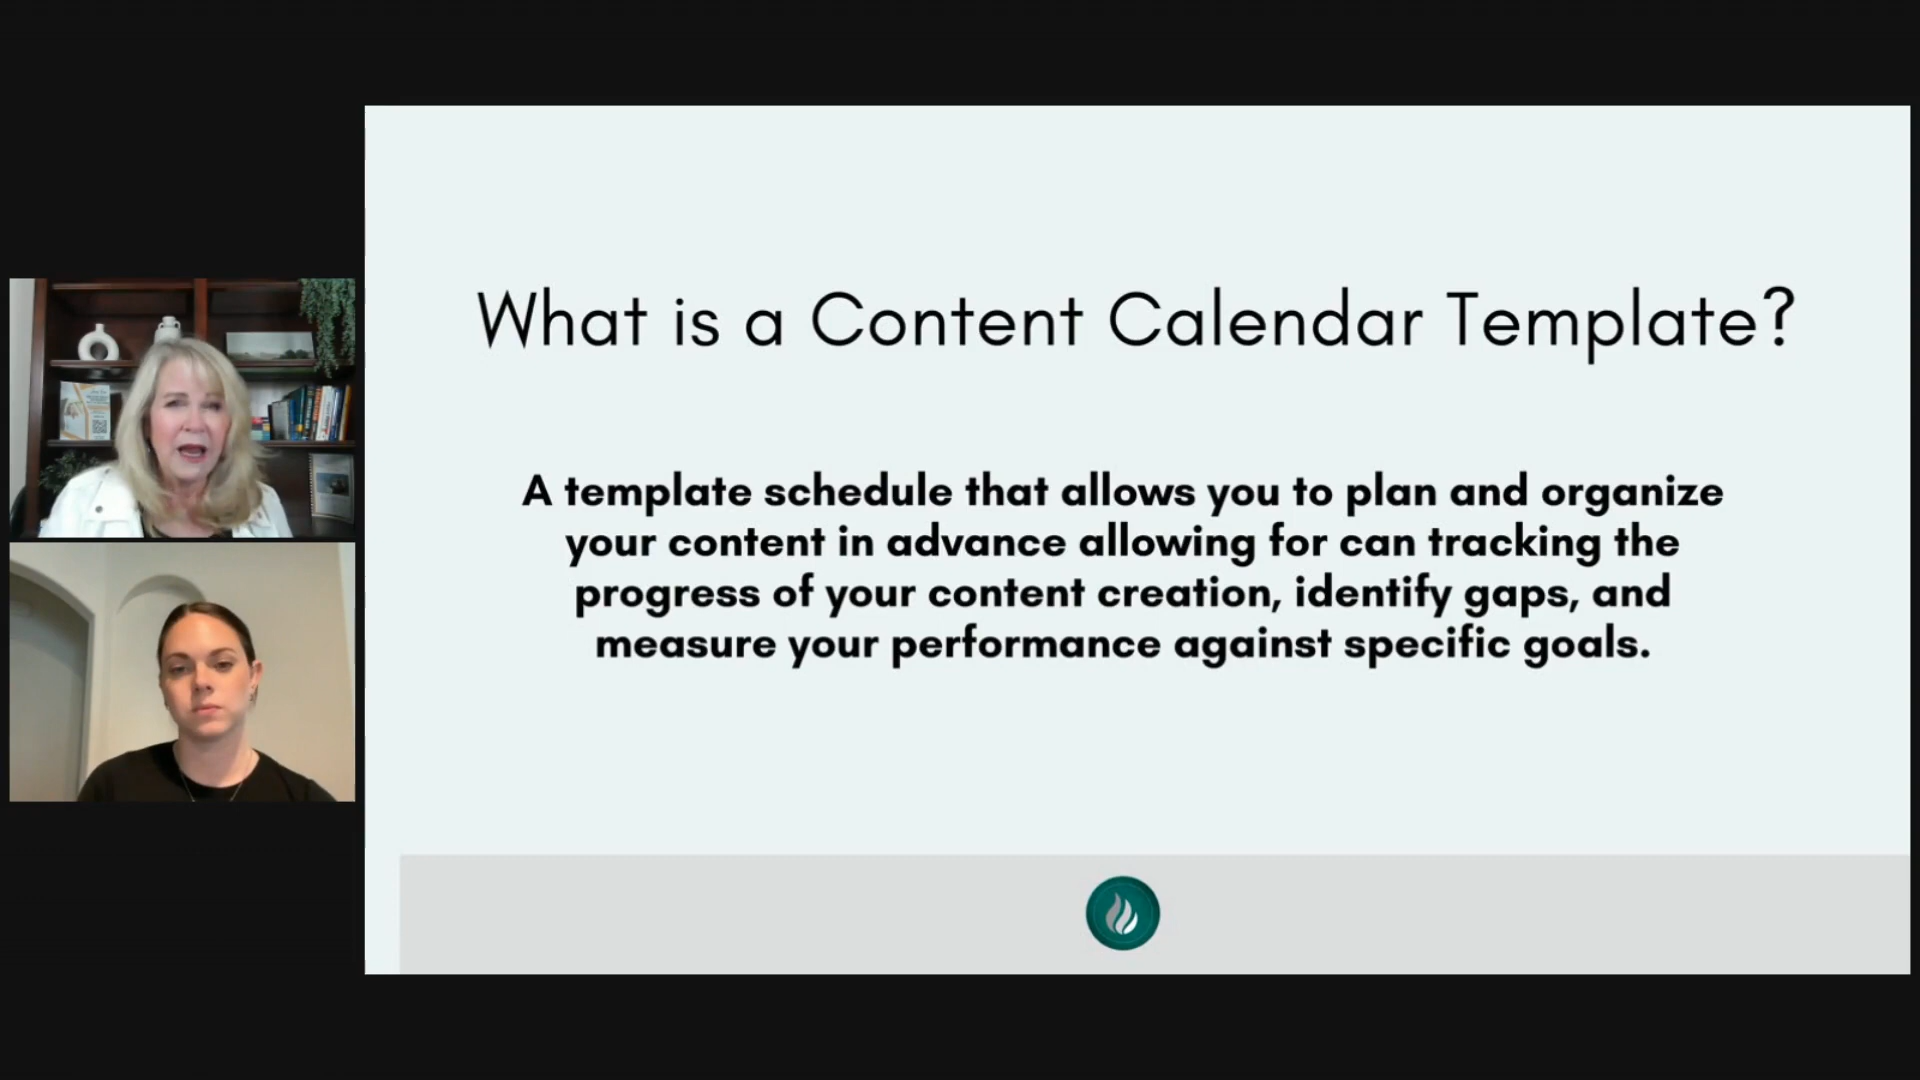 What is a Content Calendar Template?
A template schedule that allows you to plan and organize
your content in advance allowing for can tracking the
progress of your content creation, identify gaps, and
measure your performance against specific goals.